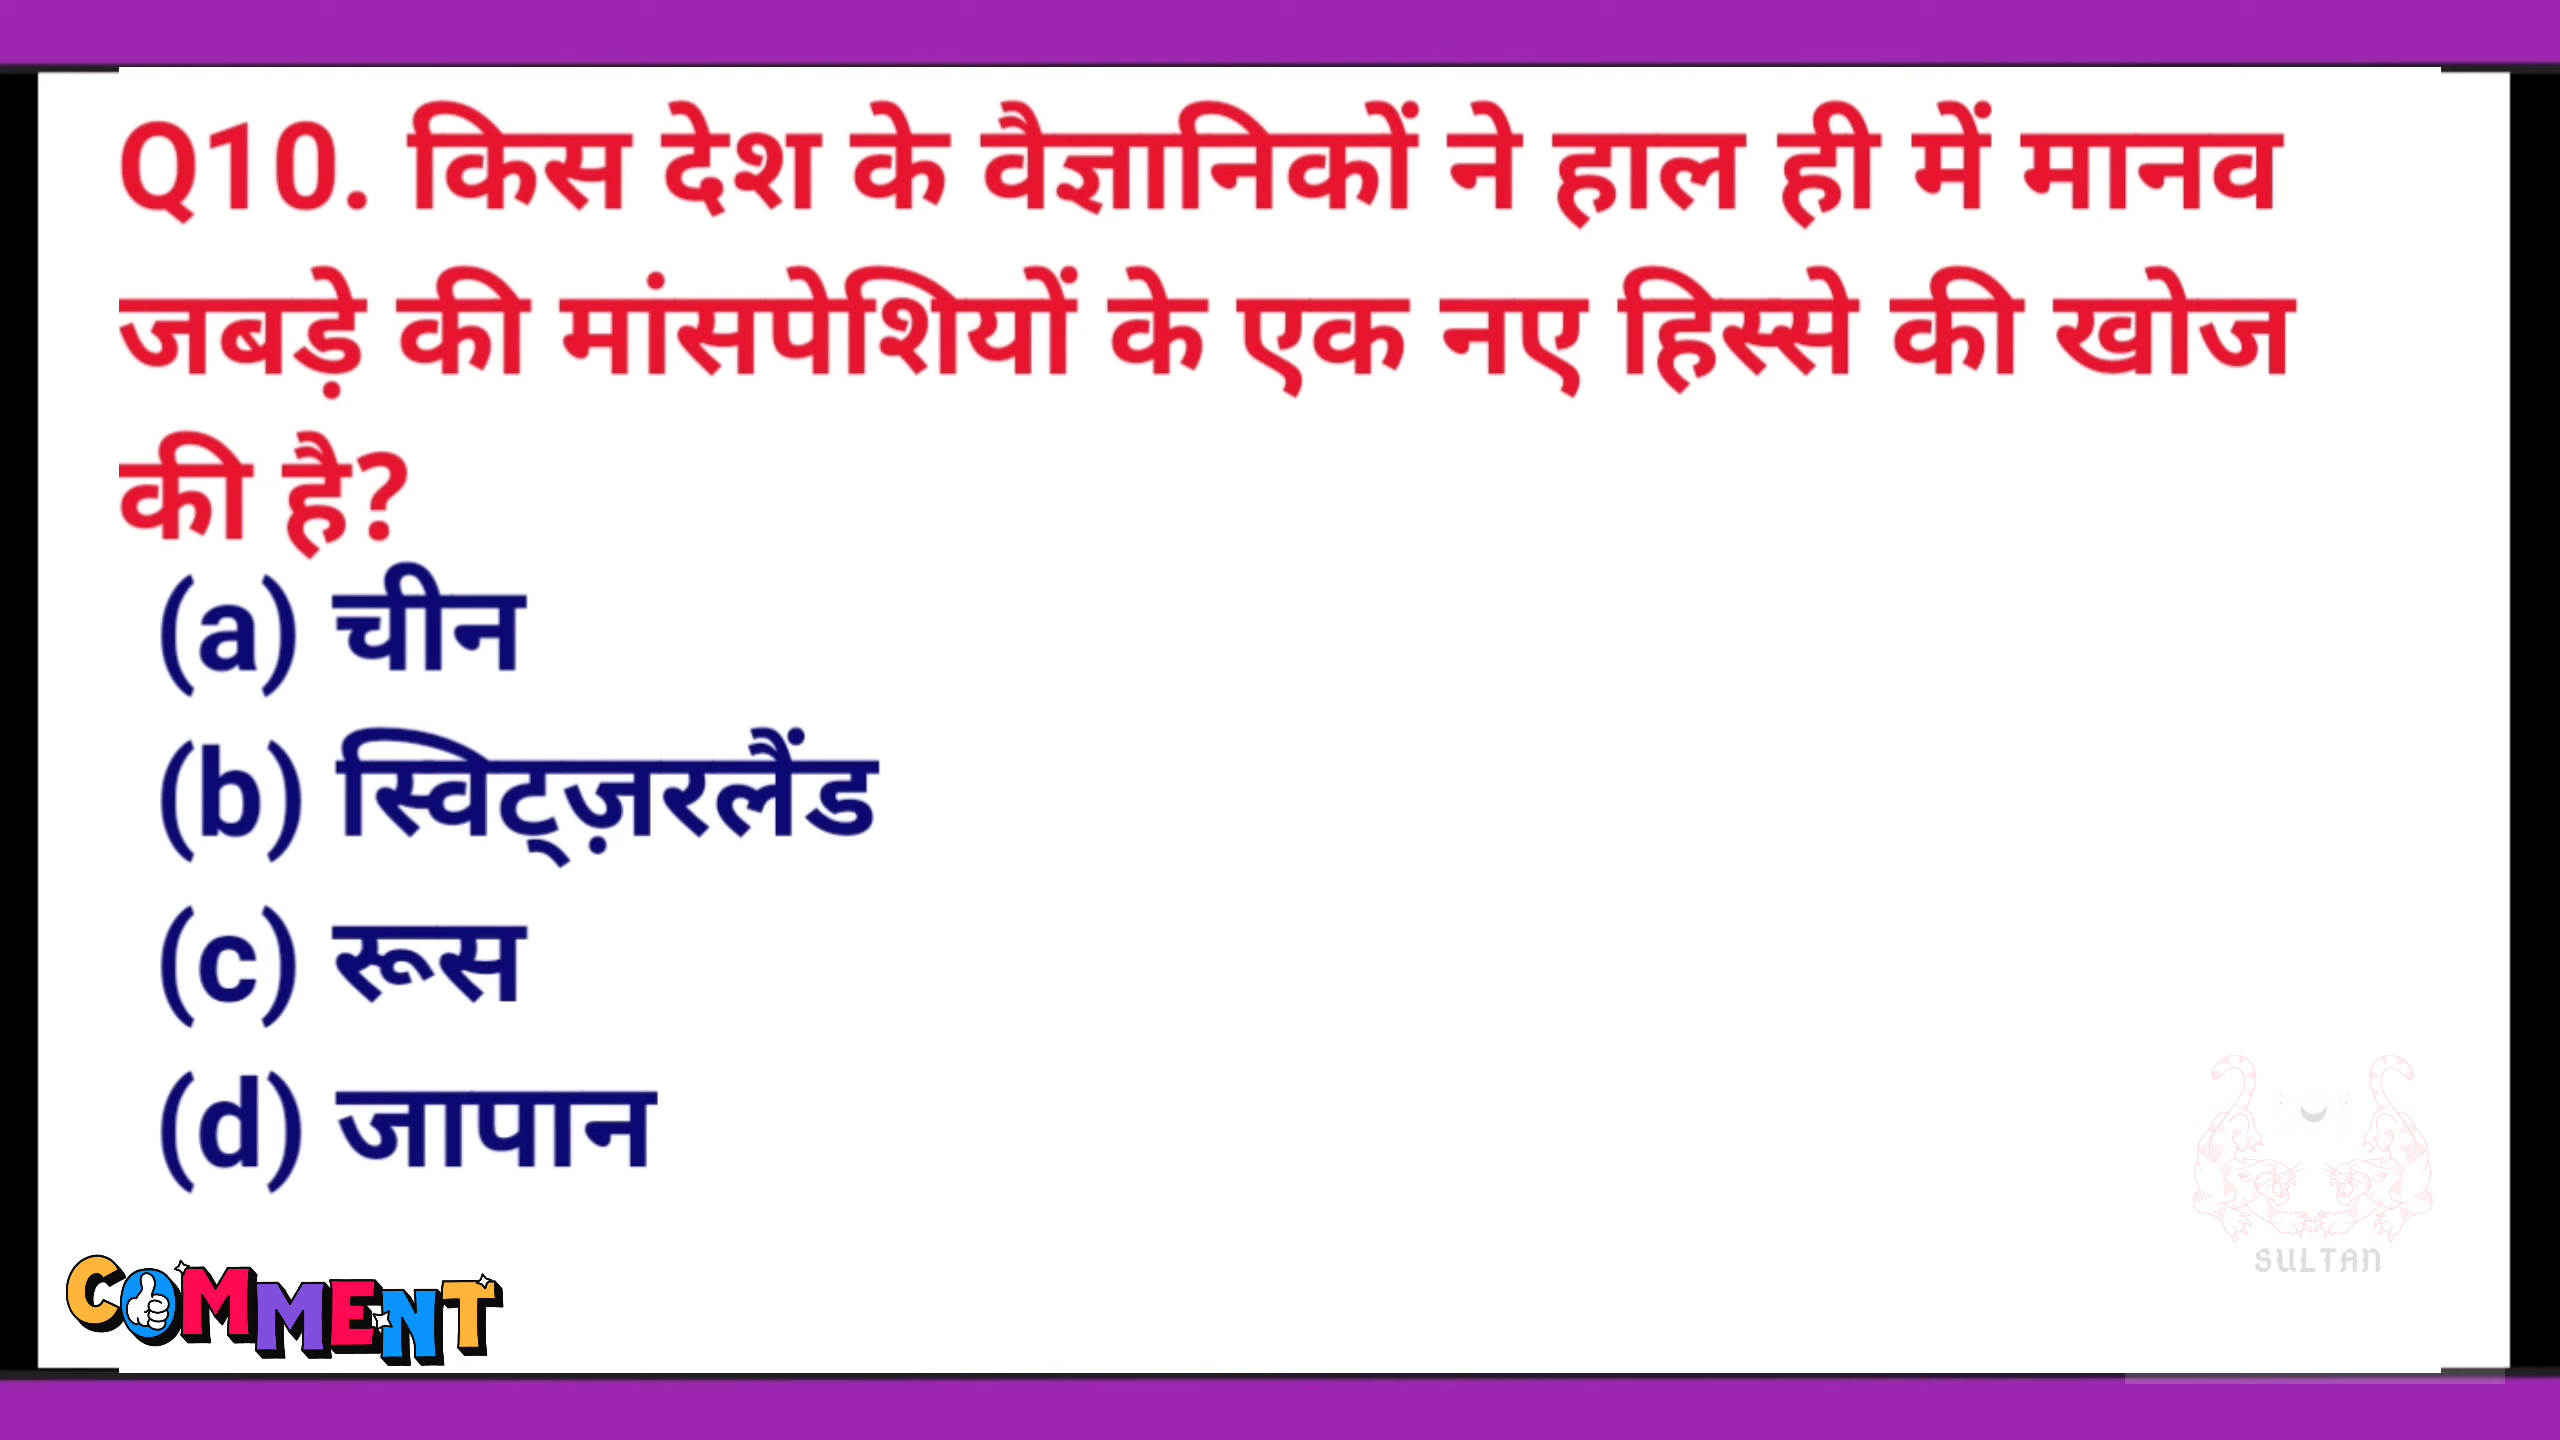 Q10. किस देश के वैज्ञानिकों ने हाल ही में मानव
जबड़े की मांसपेशियों के एक नए हिस्से की खोज
की है?
(a) चीन
(b) स्विट्ज़रलैंड
(c) रूस
(d) जापान
COMMENT
SULTAN